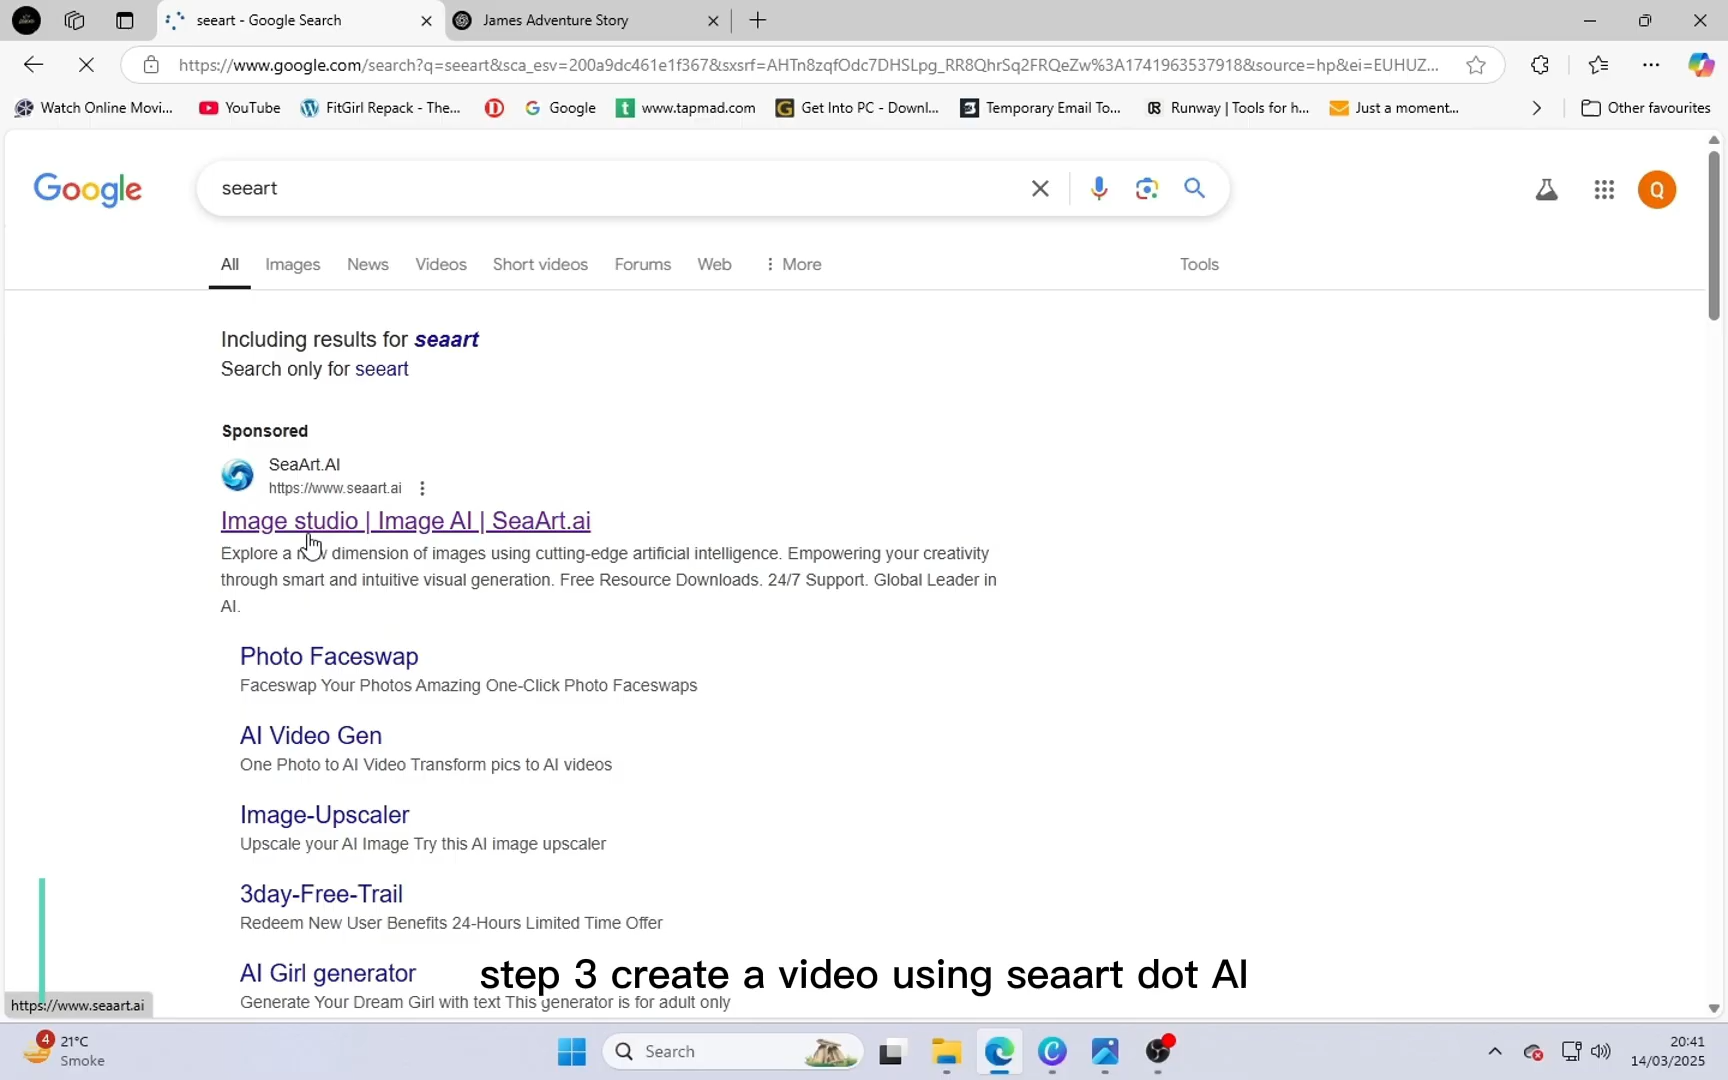 seeart - Google Search
James Adventure Story
https://www.google.com/search?q=seeart&sca_esv=200a9dc461e1f367&sxsrf=AHTn8zqfOdc7DHSLpg_RR8QhrSq2FRQeZw%3A1741963537918&source=hp&ei=EUHUZ...
Watch Online Movi...
YouTube
FitGirl Repack - The...
Google
www.tapmad.com
Get Into PC - Downl...
Temporary Email To...
Runway | Tools for h...
Just a moment...
Other favourites
Google
seeart
Q
All
Images
News
Videos
Short videos
Forums
Web
More
Tools
Including results for seaart
Search only for seeart
Sponsored
SeaArt.AI
https://www.seaart.ai
Image studio | Image AI | SeaArt.ai
Explore a new dimension of images using cutting-edge artificial intelligence. Empowering your creativity
through smart and intuitive visual generation. Free Resource Downloads. 24/7 Support. Global Leader in
AI.
Photo Faceswap
Faceswap Your Photos Amazing One-Click Photo Faceswaps
AI Video Gen
One Photo to AI Video Transform pics to AI videos
Image-Upscaler
Upscale your AI Image Try this AI image upscaler
3day-Free-Trail
Redeem New User Benefits 24-Hours Limited Time Offer
AI Girl generator
step 3 create a video using seaart dot AI
Generate Your Dream Girl with text This generator is for adult only
https://www.seaart.ai
4
21°C
Smoke
Search
20:41
14/03/2025